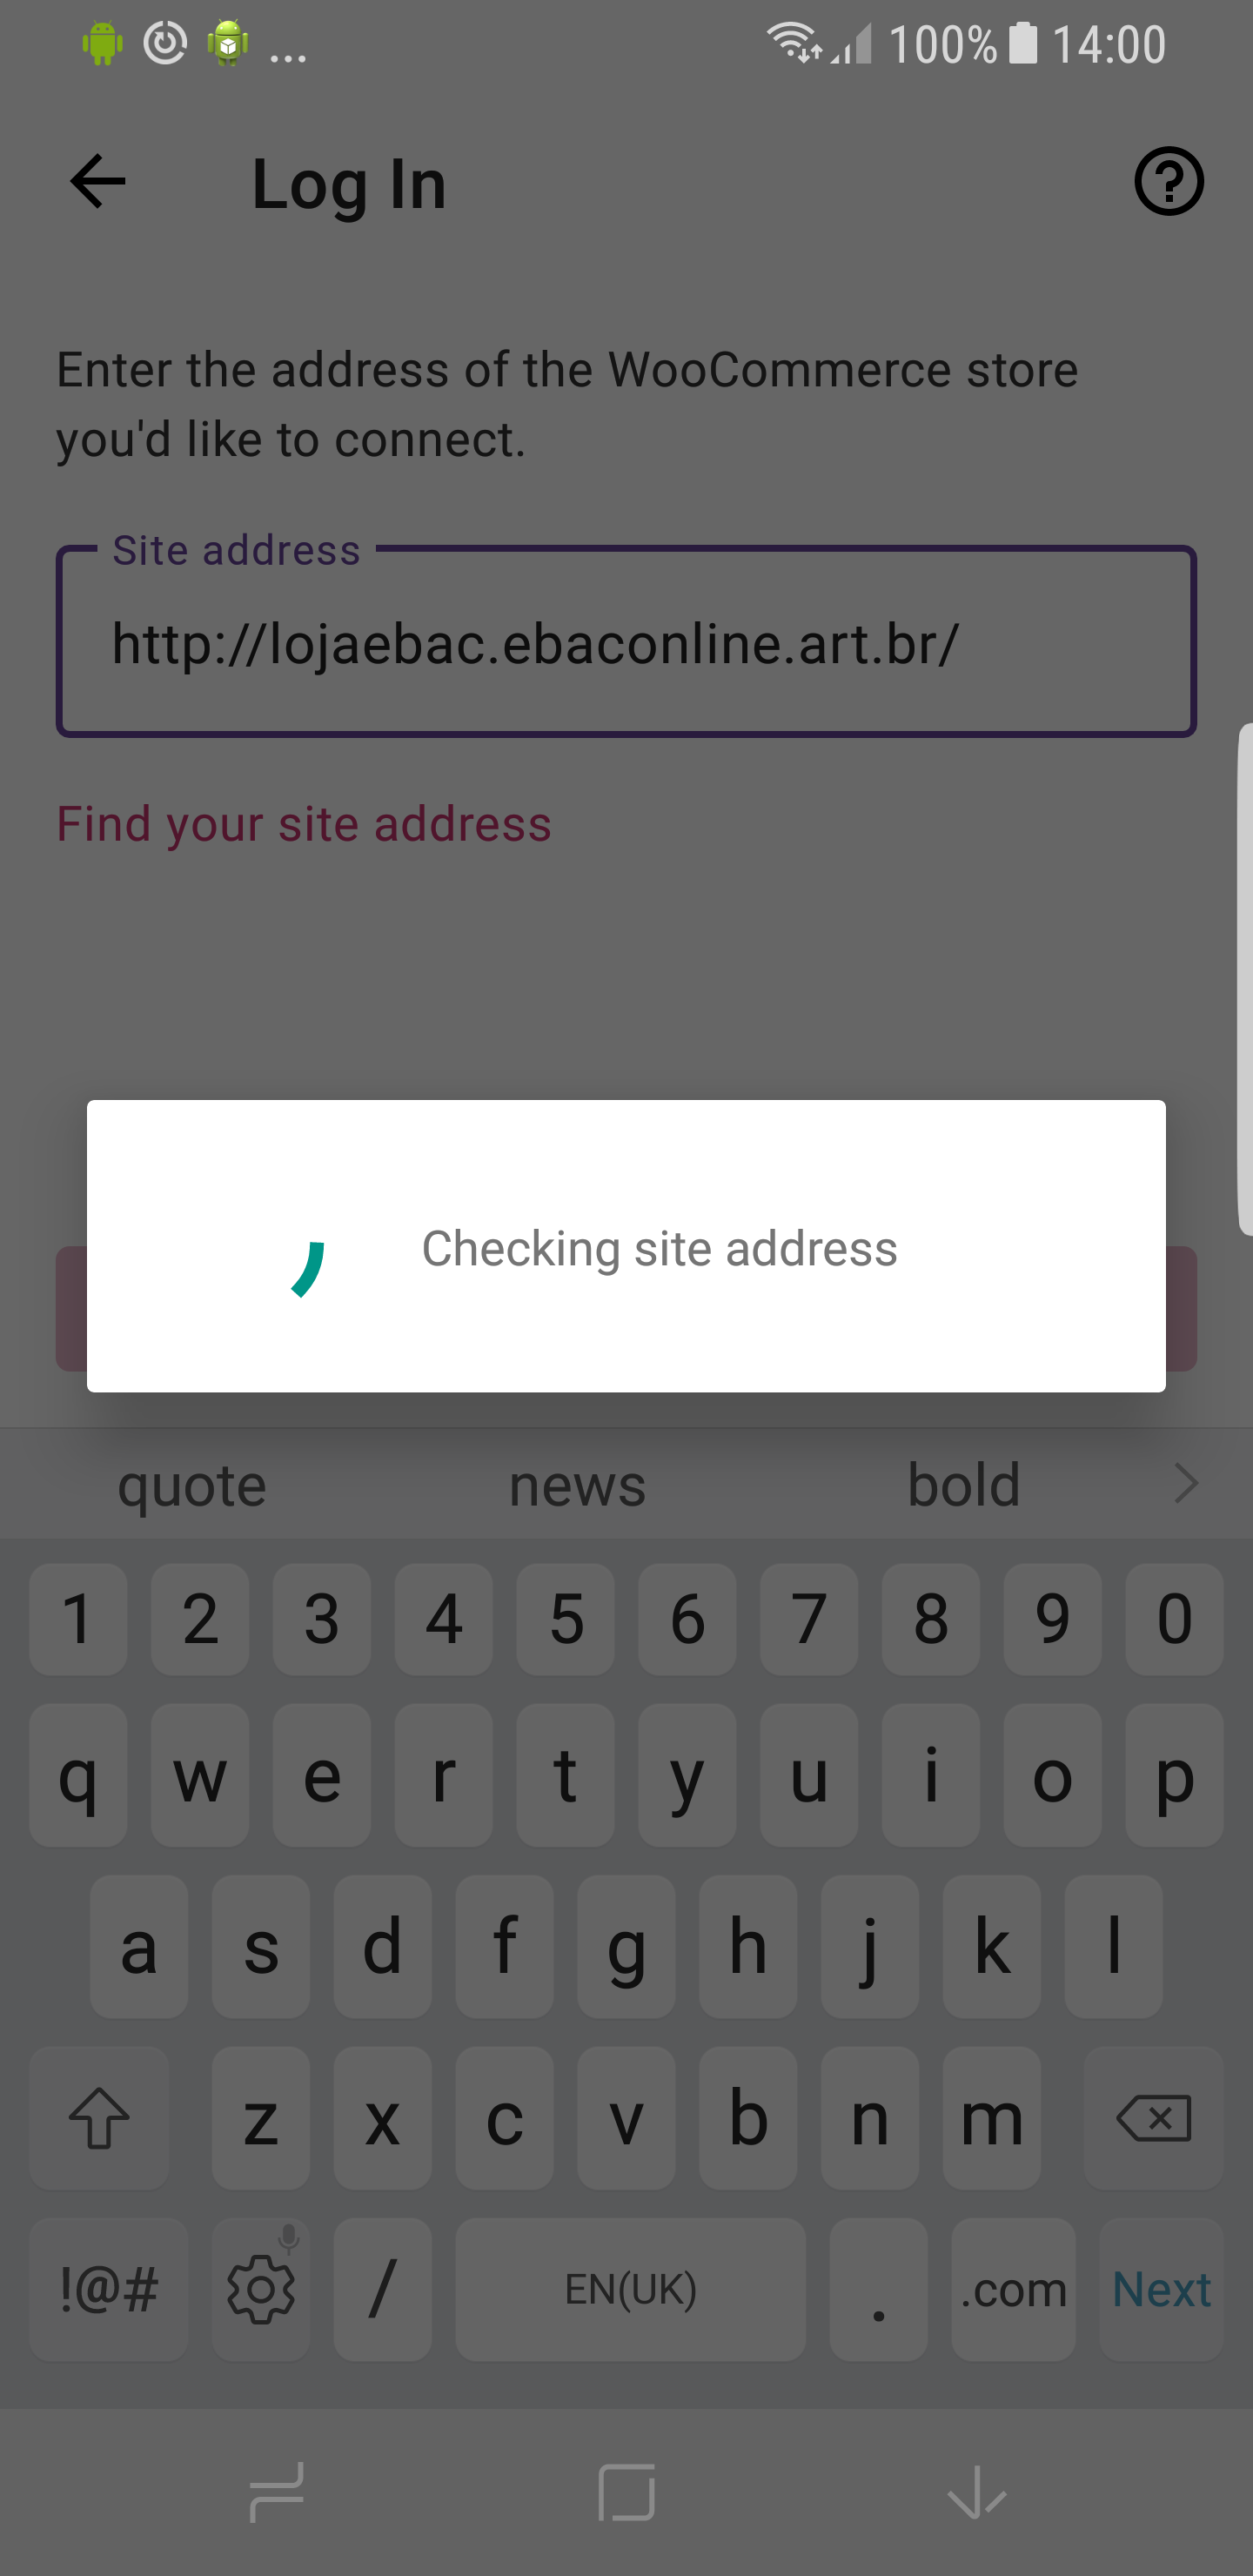 ... 100% 14:00
Log In
Enter the address of the WooCommerce store
you'd like to connect.
Site address
http://lojaebac.ebaconline.art.br/
Find your site address
Checking site address
quote news bold
1 2 3 4 5 6 7 8 9 0
q w e r t y u i o p
a s d f g h j k l
z x c v b n m
!@# / EN(UK) . .com Next